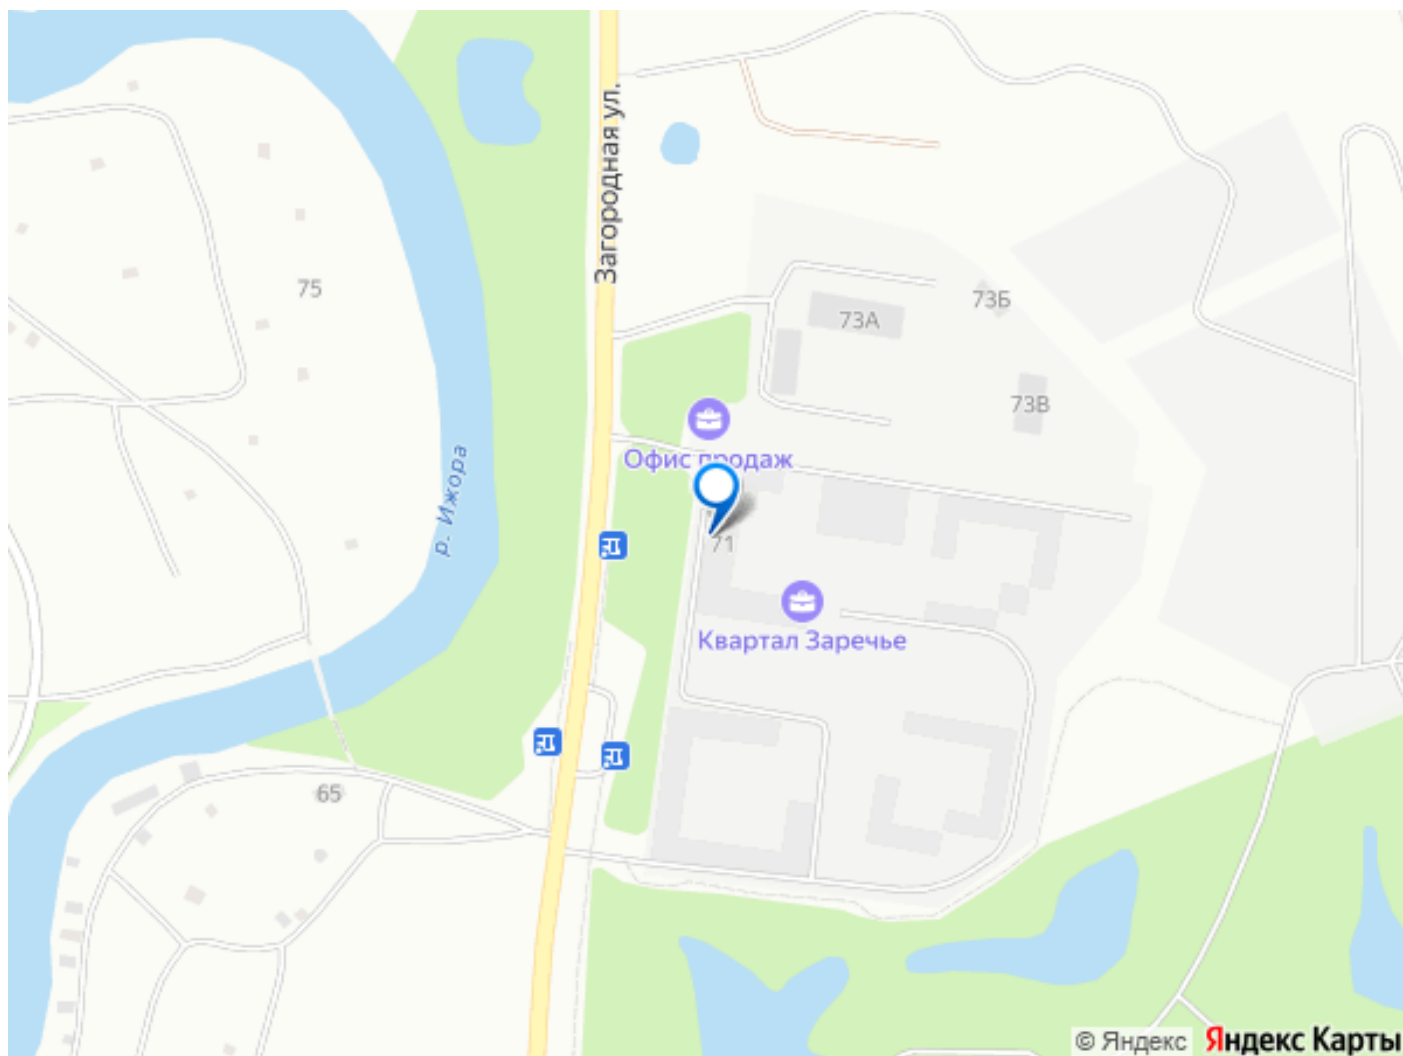 Загородная ул.
75
73Б
73А
73В
Офис продаж
р. Ижора
71
Квартал Заречье
65
© Яндекс Яндекс Карты